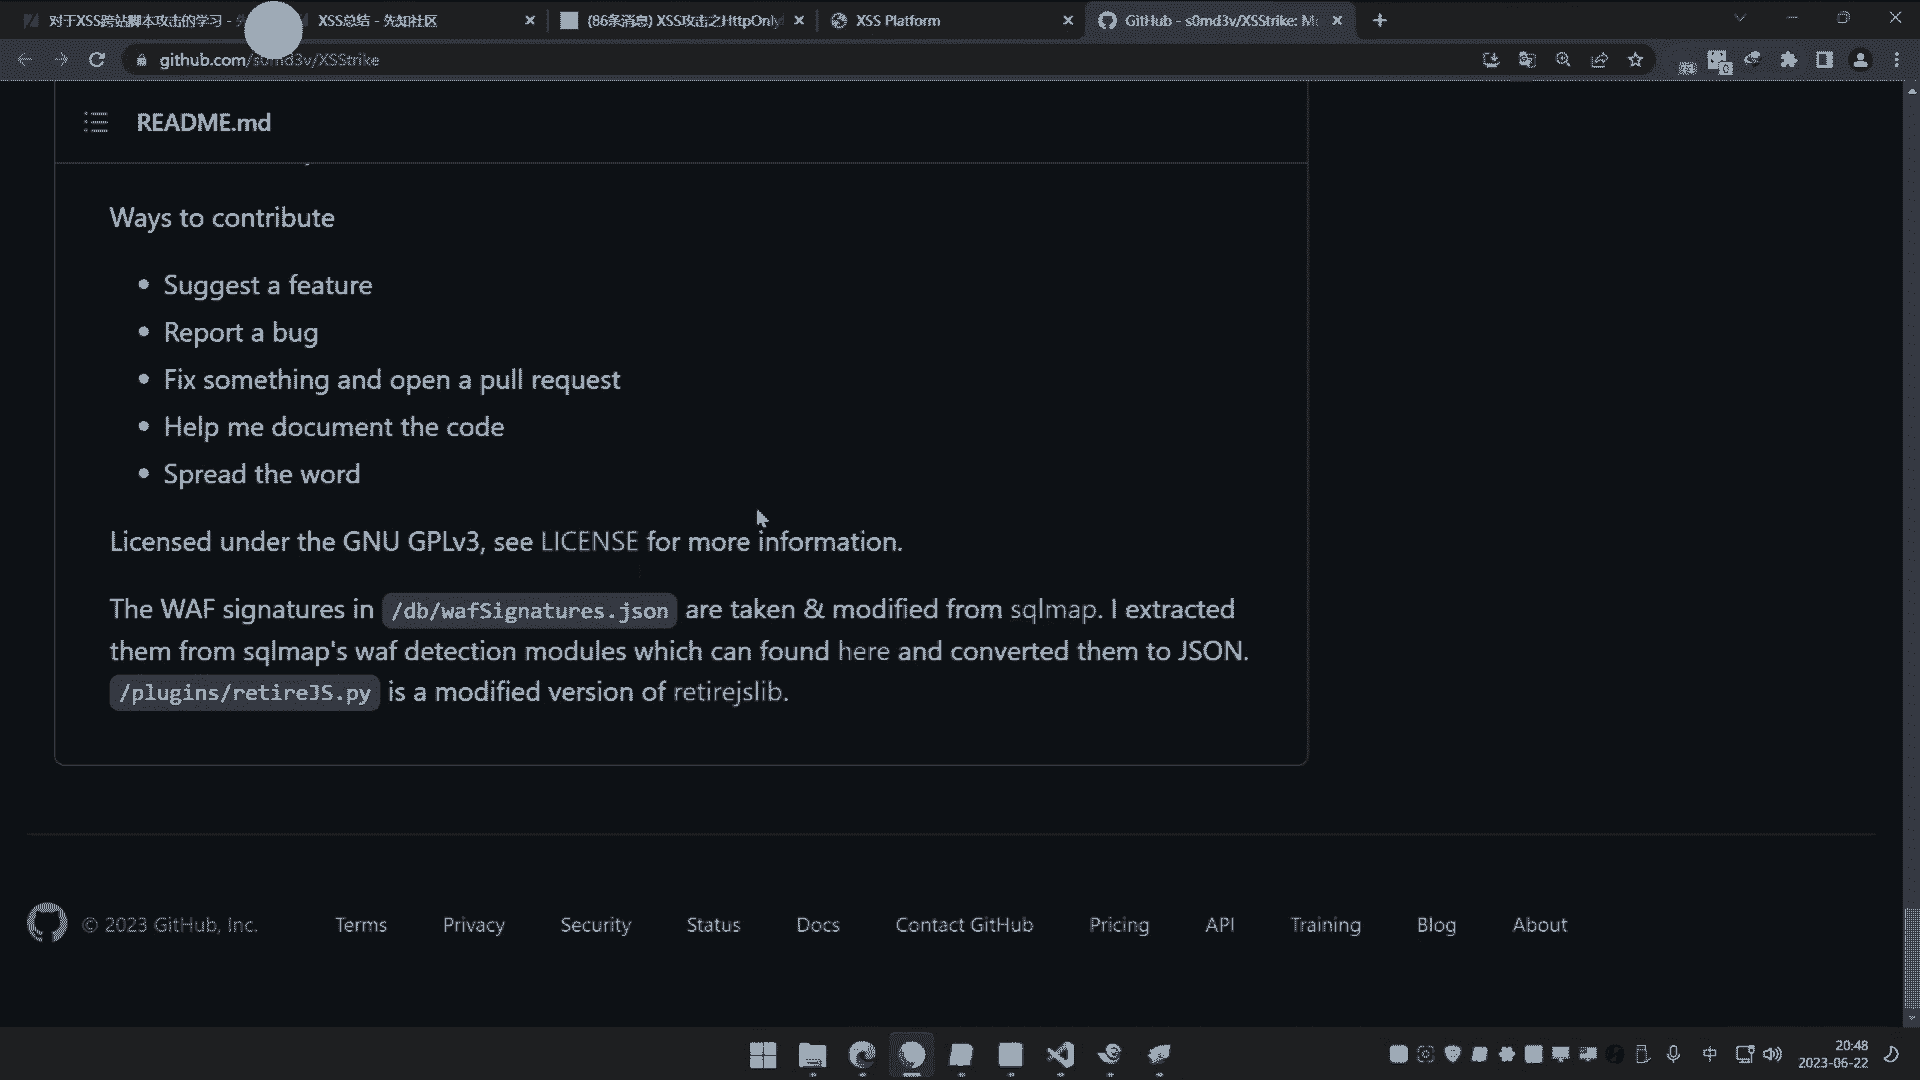 对于XSS跨站脚本攻击的学习 -
XSS总结 - 先知社区
(86条消息) XSS攻击之HttpOnly
XSS Platform
GitHub - s0md3v/XSStrike: Mo
github.com/s0md3v/XSStrike
README.md
Ways to contribute
Suggest a feature
Report a bug
Fix something and open a pull request
Help me document the code
Spread the word
Licensed under the GNU GPLv3, see LICENSE for more information.
The WAF signatures in /db/wafSignatures.json are taken & modified from sqlmap. I extracted
them from sqlmap's waf detection modules which can found here and converted them to JSON.
/plugins/retireJS.py is a modified version of retirejslib.
© 2023 GitHub, Inc.
Terms
Privacy
Security
Status
Docs
Contact GitHub
Pricing
API
Training
Blog
About
中
20:48
2023-06-22